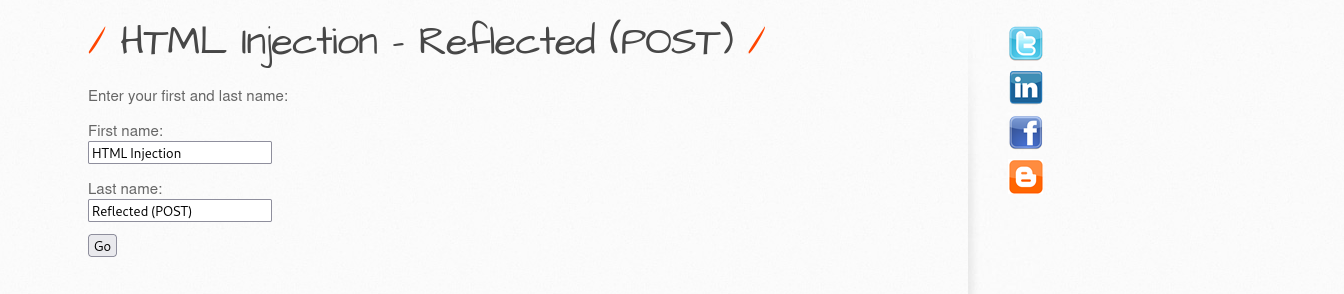 / HTML Injection - Reflected (POST) /
Enter your first and last name:
First name:
HTML Injection
Last name:
Reflected (POST)
Go